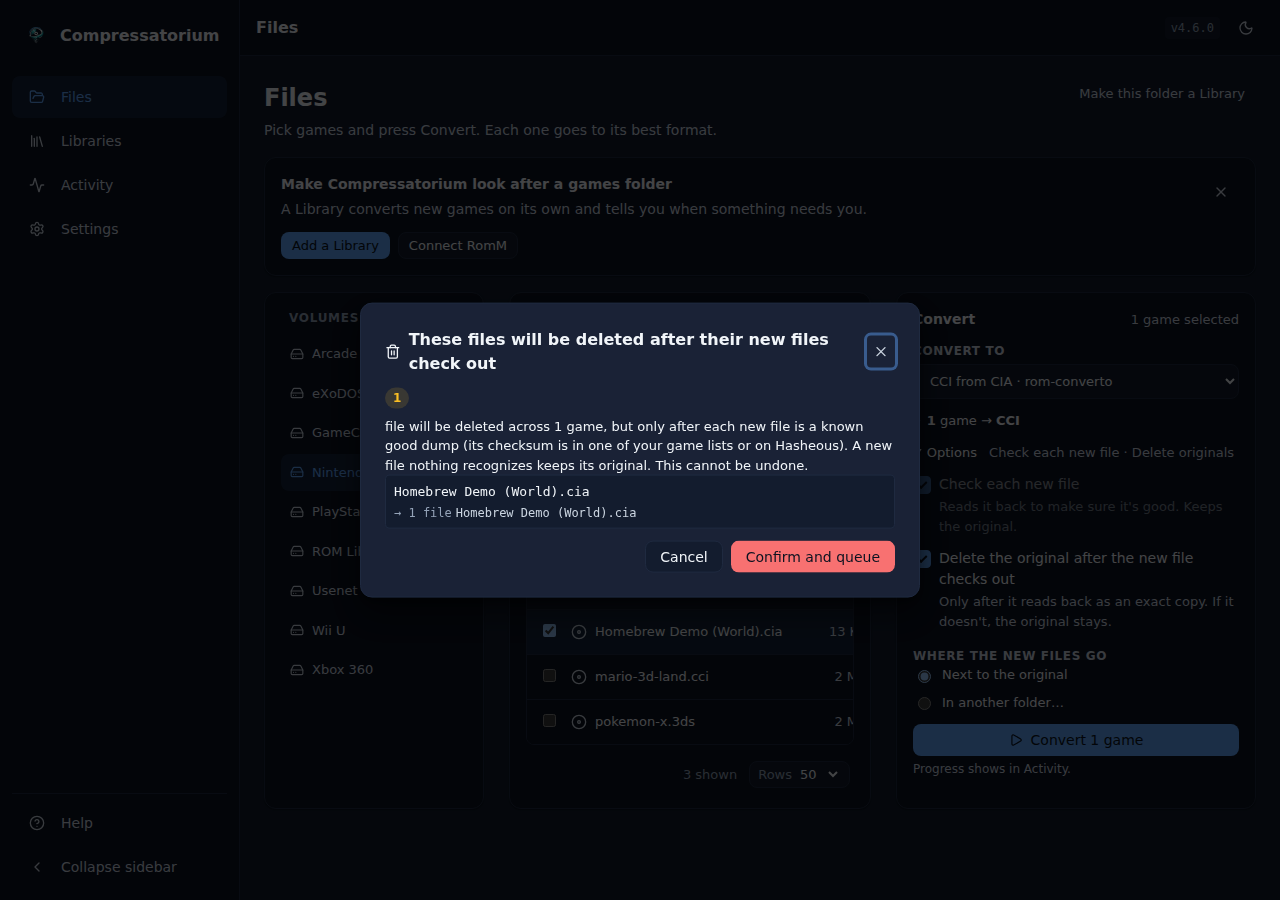 Compressatorium
Files
v4.6.0
Files
Libraries
Activity
Settings
Files
Make this folder a Library
Pick games and press Convert. Each one goes to its best format.
Make Compressatorium look after a games folder
A Library converts new games on its own and tells you when something needs you.
Add a Library
Connect RomM
VOLUMES
Arcade
GameC
Nintend
PlaySta
ROM Li
Usenet
Wii U
Xbox 360
These files will be deleted after their new files
check out
1
file will be deleted across 1 game, but only after each new file is a known
good dump (its checksum is in one of your game lists or on Hasheous). A new
file nothing recognizes keeps its original. This cannot be undone.
Homebrew Demo (World).cia
→ 1 file Homebrew Demo (World).cia
Cancel
Confirm and queue
Homebrew Demo (World).cia
13
mario-3d-land.cci
2
pokemon-x.3ds
2
3 shown
Rows 50
Convert
1 game selected
CONVERT TO
CCI from CIA · rom-converto
1 game → CCI
Options Check each new file · Delete originals
Check each new file
Reads it back to make sure it's good. Keeps
the original.
Delete the original after the new file
checks out
Only after it reads back as an exact copy. If it
doesn't, the original stays.
WHERE THE NEW FILES GO
Next to the original
In another folder…
Convert 1 game
Progress shows in Activity.
Help
Collapse sidebar